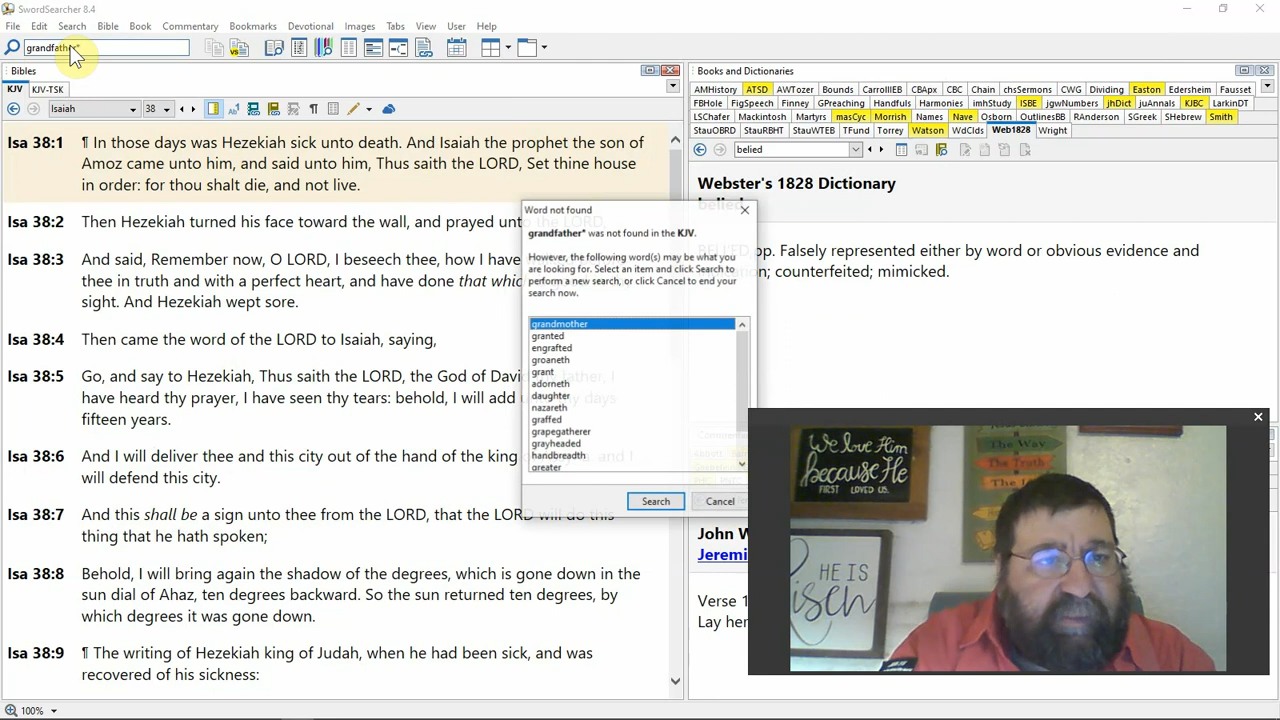 SwordSearcher 8.4
File Edit Search Bible Book Commentary Bookmarks Devotional Images Tabs View User Help
grandfather*
Bibles
KJV KJV-TSK
Isaiah 38
Isa 38:1 ¶ In those days was Hezekiah sick unto death. And Isaiah the prophet the son of
Amoz came unto him, and said unto him, Thus saith the LORD, Set thine house
in order: for thou shalt die, and not live.
Isa 38:2 Then Hezekiah turned his face toward the wall, and prayed unto the LORD,
Isa 38:3 And said, Remember now, O LORD, I beseech thee, how I have
thee in truth and with a perfect heart, and have done that which
sight. And Hezekiah wept sore.
Isa 38:4 Then came the word of the LORD to Isaiah, saying,
Isa 38:5 Go, and say to Hezekiah, Thus saith the LORD, the God of David thy father, I
have heard thy prayer, I have seen thy tears: behold, I will add unto thy days
fifteen years.
Isa 38:6 And I will deliver thee and this city out of the hand of the king of Assyria: and I
will defend this city.
Isa 38:7 And this shall be a sign unto thee from the LORD, that the LORD will do this
thing that he hath spoken;
Isa 38:8 Behold, I will bring again the shadow of the degrees, which is gone down in the
sun dial of Ahaz, ten degrees backward. So the sun returned ten degrees, by
which degrees it was gone down.
Isa 38:9 ¶ The writing of Hezekiah king of Judah, when he had been sick, and was
recovered of his sickness:
100%
Word not found
grandfather* was not found in the KJV.
However, the following word(s) may be what you
are looking for. Select an item and click Search to
perform a new search, or click Cancel to end your
search now.
grandmother
granted
engrafted
groaneth
grant
adorneth
daughter
nazareth
graffed
grapegatherer
grayheaded
handbreadth
greater
Search Cancel
Books and Dictionaries
AMHistory ATSD AWTozer Bounds CarrollIEB CBApx CBC Chain chsSermons CWG Dividing Easton Edersheim Fausset
FBHole FigSpeech Finney GPreaching Handfuls Harmonies imhStudy ISBE jgwNumbers jhDict juAnnals KJBC LarkinDT
LSChafer Mackintosh Martyrs masCyc Morrish Names Nave Osborn OutlinesBB RAnderson SGreek SHebrew Smith
StauOBRD StauRBHT StauWTEB TFund Torrey Watson WdClds Web1828 Wright
belied
Webster's 1828 Dictionary
belied
BELI'ED,pp. Falsely represented either by word or obvious evidence and
; counterfeited; mimicked.
John W
Jeremi
Verse 1
Lay her
We love Him
Because He
FIRST LOVED US.
The Way
The Truth
HE IS
Risen